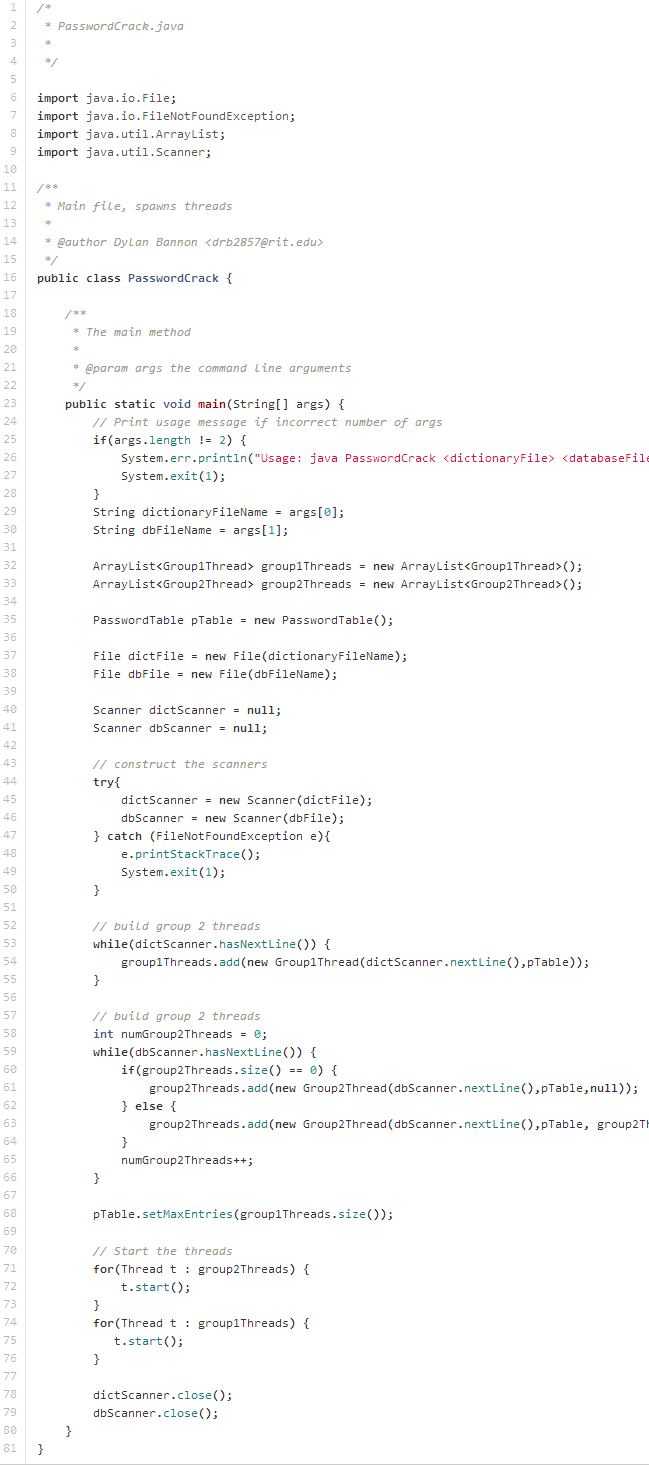 1 /*
2  * PasswordCrack.java
3  *
4  */
5
6 import java.io.File;
7 import java.io.FileNotFoundException;
8 import java.util.ArrayList;
9 import java.util.Scanner;
10
11 /**
12  * Main file, spawns threads
13  *
14  * @author Dylan Bannon <drb2857@rit.edu>
15  */
16 public class PasswordCrack {
17
18     /**
19      * The main method
20      *
21      * @param args the command line arguments
22      */
23     public static void main(String[] args) {
24         // Print usage message if incorrect number of args
25         if(args.length != 2) {
26             System.err.println("Usage: java PasswordCrack <dictionaryFile> <databaseFile
27             System.exit(1);
28         }
29         String dictionaryFileName = args[0];
30         String dbFileName = args[1];
31
32         ArrayList<Group1Thread> group1Threads = new ArrayList<Group1Thread>();
33         ArrayList<Group2Thread> group2Threads = new ArrayList<Group2Thread>();
34
35         PasswordTable pTable = new PasswordTable();
36
37         File dictFile = new File(dictionaryFileName);
38         File dbFile = new File(dbFileName);
39
40         Scanner dictScanner = null;
41         Scanner dbScanner = null;
42
43         // construct the scanners
44         try{
45             dictScanner = new Scanner(dictFile);
46             dbScanner = new Scanner(dbFile);
47         } catch (FileNotFoundException e){
48             e.printStackTrace();
49             System.exit(1);
50         }
51
52         // build group 2 threads
53         while(dictScanner.hasNextLine()) {
54             group1Threads.add(new Group1Thread(dictScanner.nextLine(),pTable));
55         }
56
57         // build group 2 threads
58         int numGroup2Threads = 0;
59         while(dbScanner.hasNextLine()) {
60             if(group2Threads.size() == 0) {
61                 group2Threads.add(new Group2Thread(dbScanner.nextLine(),pTable,null));
62             } else {
63                 group2Threads.add(new Group2Thread(dbScanner.nextLine(),pTable, group2Th
64             }
65             numGroup2Threads++;
66         }
67
68         pTable.setMaxEntries(group1Threads.size());
69
70         // Start the threads
71         for(Thread t : group2Threads) {
72             t.start();
73         }
74         for(Thread t : group1Threads) {
75            t.start();
76         }
77
78         dictScanner.close();
79         dbScanner.close();
80     }
81 }